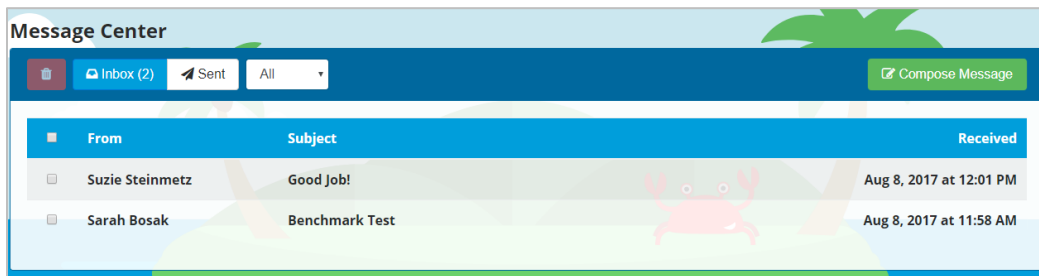 Message Center
Inbox (2) Sent All Compose Message
From Subject Received
Suzie Steinmetz Good Job! Aug 8, 2017 at 12:01 PM
Sarah Bosak Benchmark Test Aug 8, 2017 at 11:58 AM